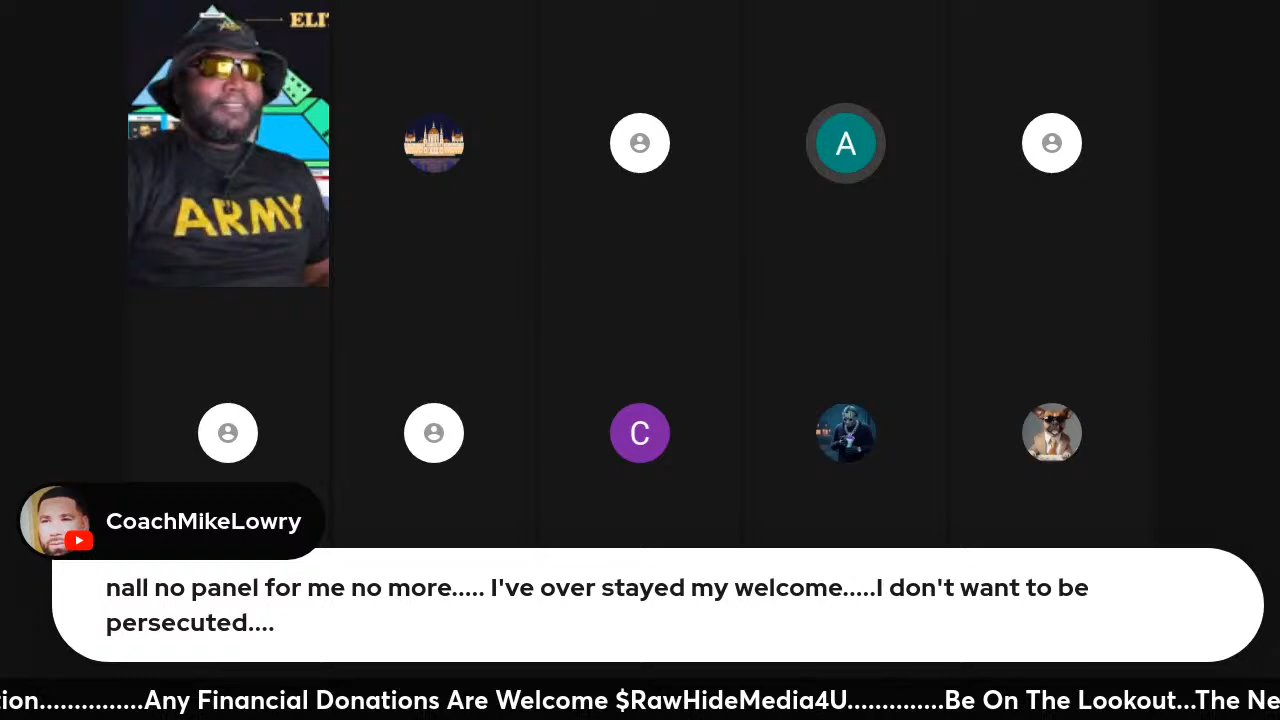 ELI
ARMY
A
C
CoachMikeLowry
nall no panel for me no more..... I've over stayed my welcome.....I don't want to be
persecuted....
tion...............Any Financial Donations Are Welcome $RawHideMedia4U..............Be On The Lookout...The Ne